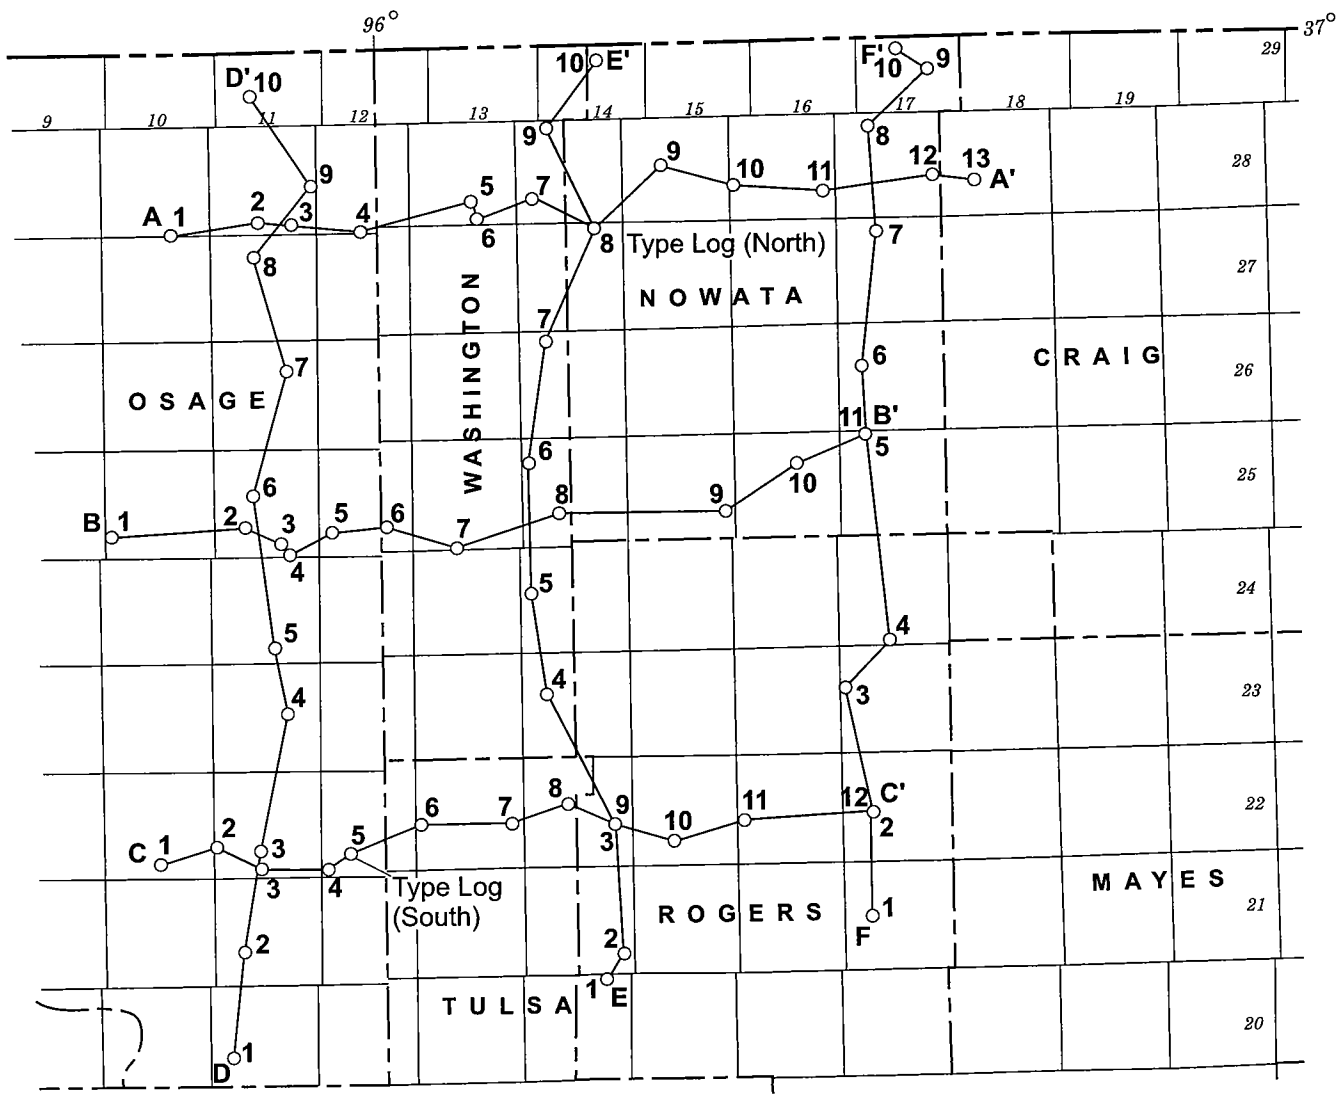 96°
37°
D' 10
10 E'
F' 10 9
29
9 10 11 12 13 14 15 16 17 18 19
9
8
28
A 1 2 3 4 5 6 7 8 9 10 11 12 13 A'
9
8
7
Type Log (North)
27
WASHINGTON
NOWATA
7
7
6
CRAIG
26
OSAGE
11 B'
5
6
6
25
B 1 2 3 4 5 6 7 8 9 10
5
24
5
4
4
4
3
23
22
C 1 2 3 4 5 6 7 8 9 10 11 12 C'
3
3
2
Type Log
(South)
ROGERS
MAYES
21
2
2
1
F
1 E
TULSA
20
D 1